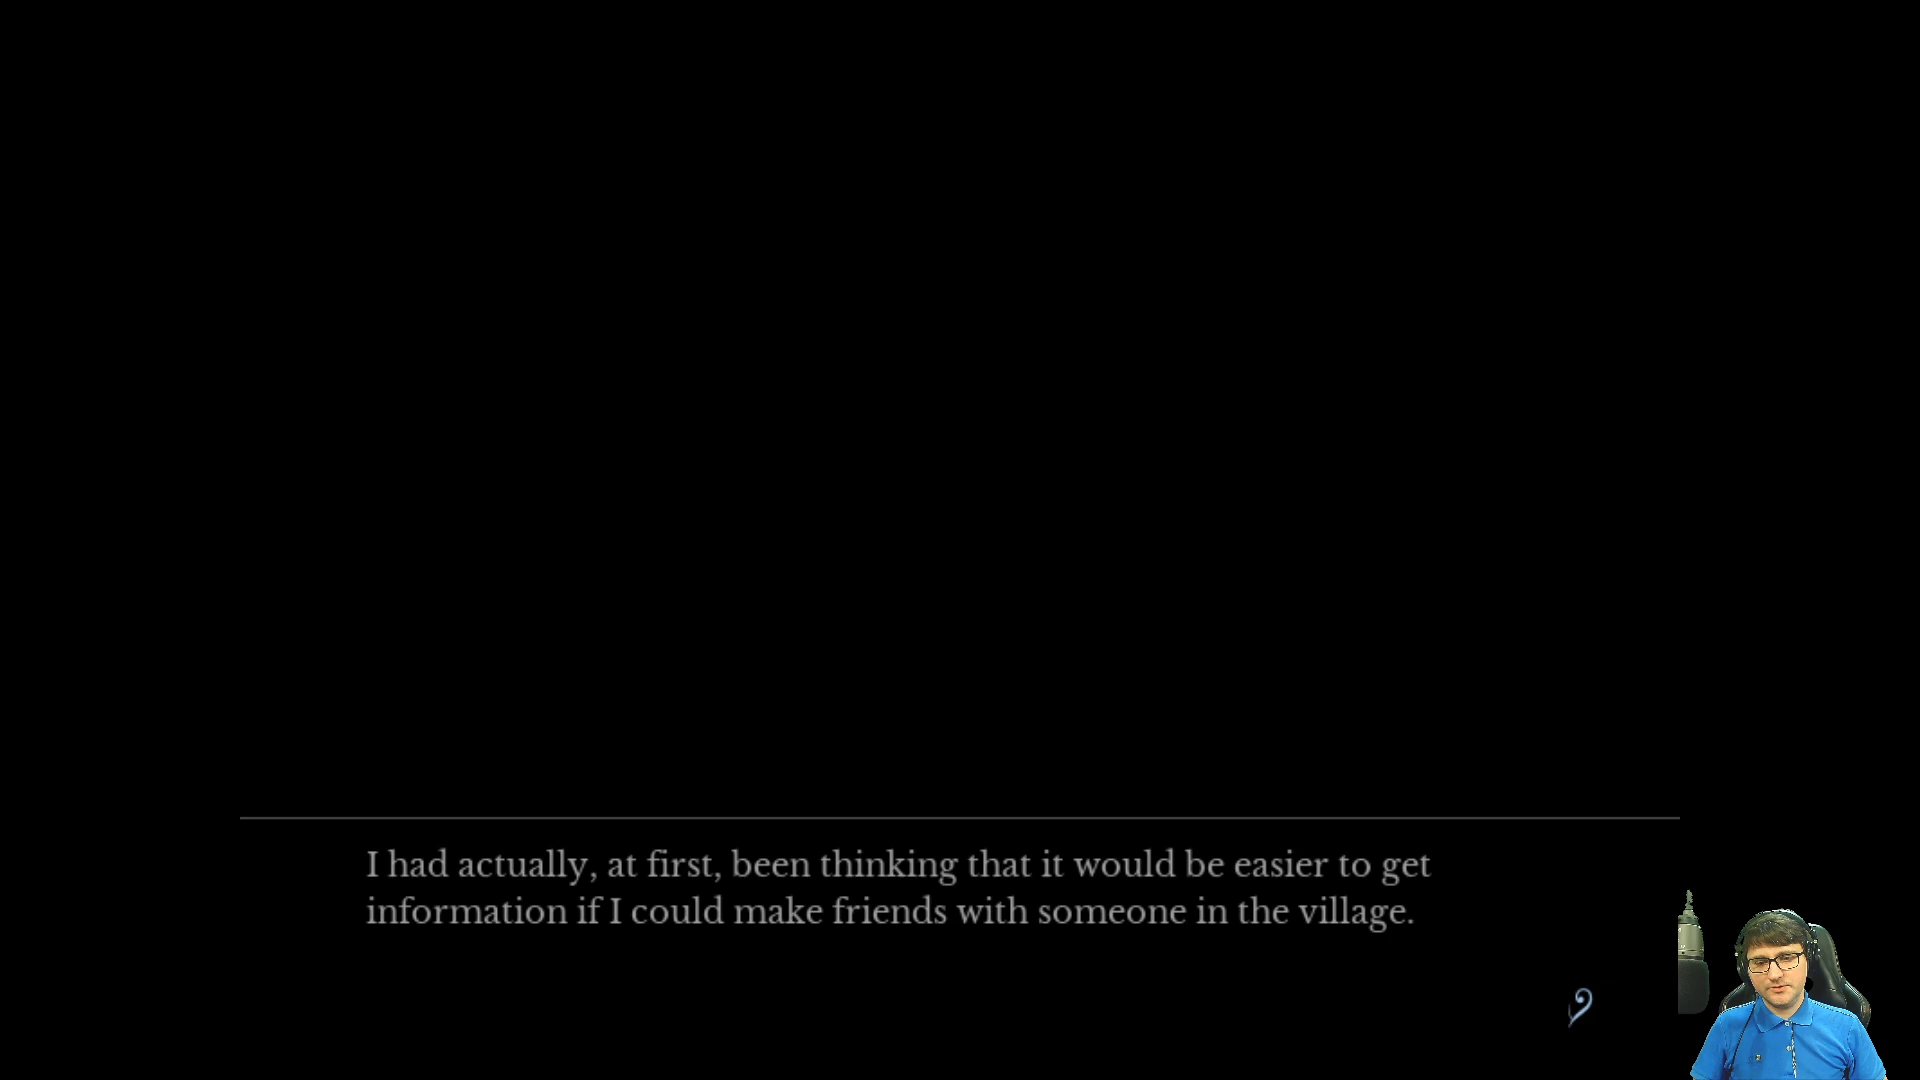 I had actually, at first, been thinking that it would be easier to get
information if I could make friends with someone in the village.